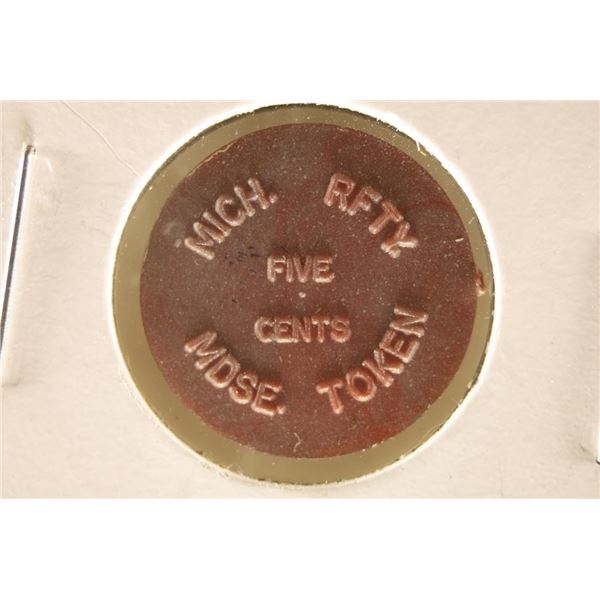 MICH. RFTY.
FIVE
CENTS
MDSE. TOKEN